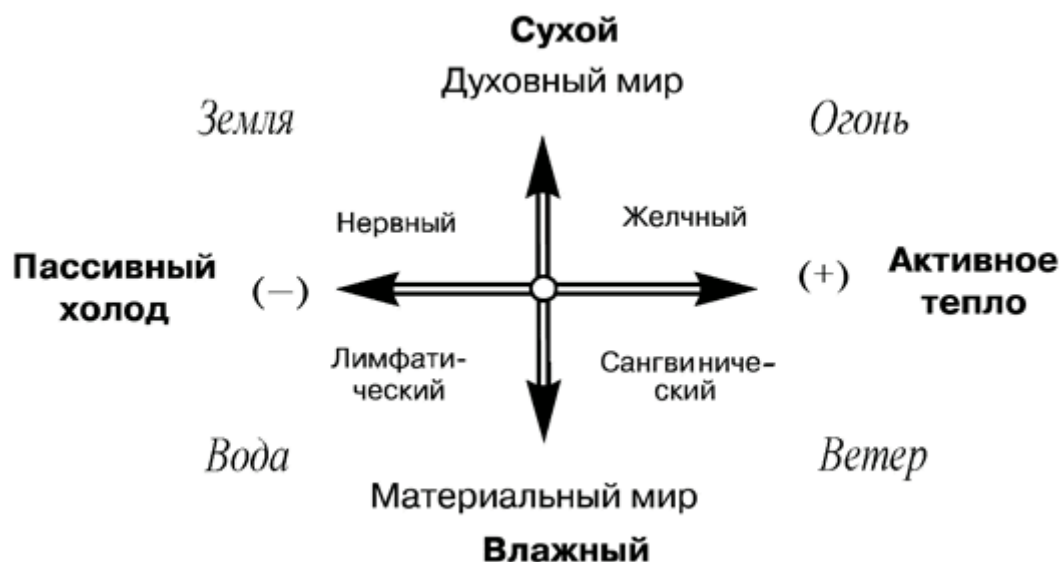 Сухой
Духовный мир
Земля
Огонь
Нервный
Желчный
Пассивный
холод
(–)
(+)
Активное
тепло
Лимфати-
ческий
Сангвиниче-
ский
Вода
Ветер
Материальный мир
Влажный